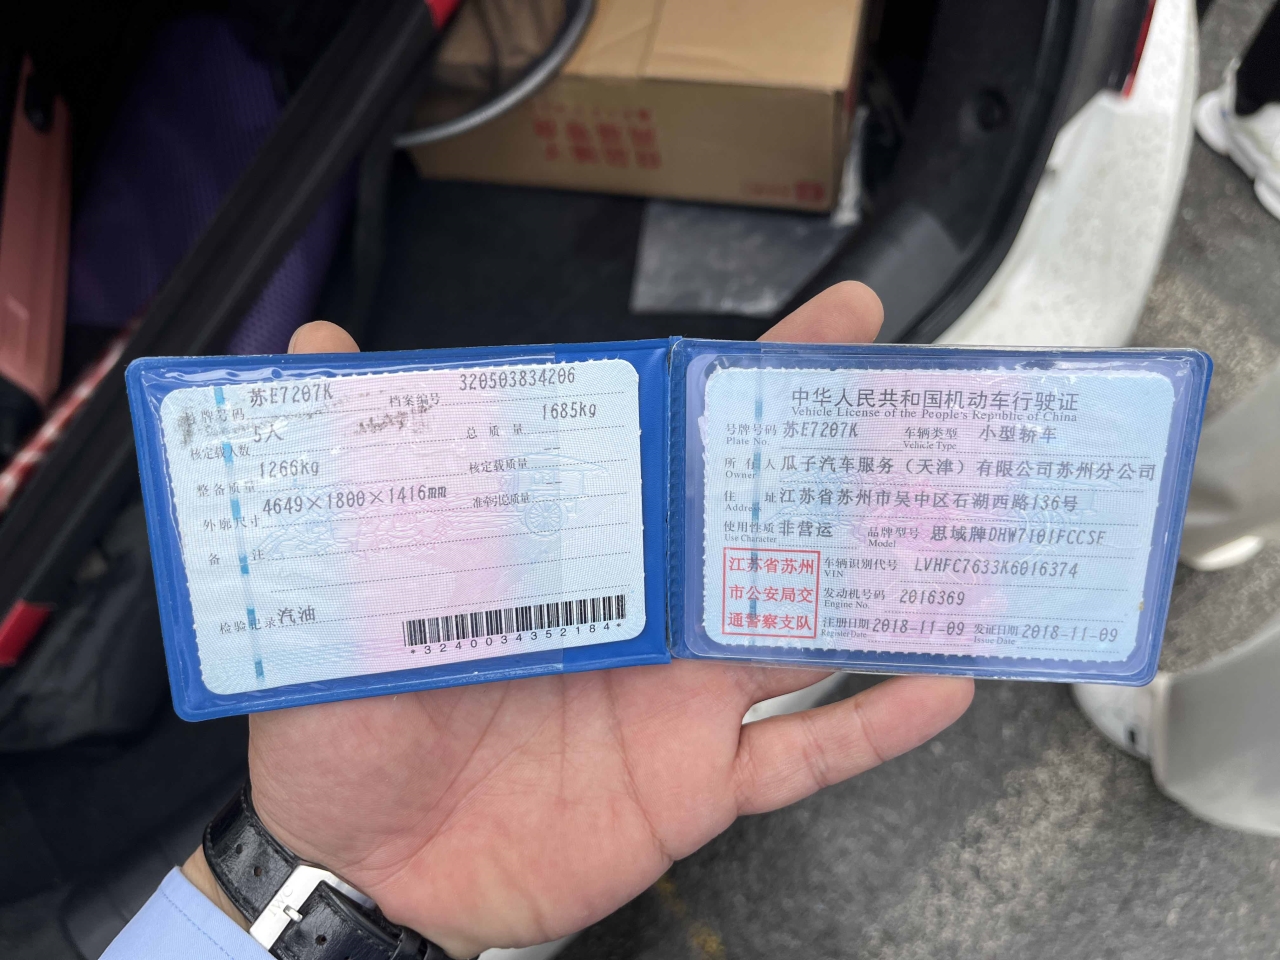 号牌号码 苏E7207K 档案编号 320503834206
核定载人数 5人 总质量 1685kg
整备质量 1266kg 核定载质量 --
外廓尺寸 4649×1800×1416mm 准牵引总质量 --
备注
检验记录 汽油
*3240034352184*
中华人民共和国机动车行驶证
Vehicle License of the People's Republic of China
号牌号码 苏E7207K 车辆类型 小型轿车
Plate No. Vehicle Type
所有人 瓜子汽车服务（天津）有限公司苏州分公司
Owner
住址 江苏省苏州市吴中区石湖西路136号
Address
使用性质 非营运 品牌型号 思域牌DHW7101FCCSE
Use Character Model
江苏省苏州
市公安局交
通警察支队
车辆识别代号 LVHFC7633K6016374
VIN
发动机号码 2016369
Engine No.
注册日期 2018-11-09 发证日期 2018-11-09
Register Date Issue Date